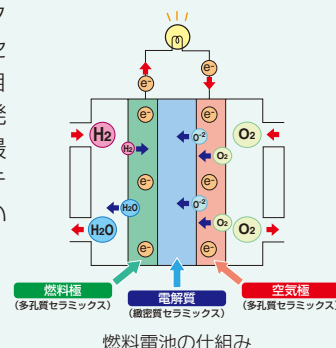 e-
e-
e-
H2
H2
O-2
O2
O2
e-
H2O
H2O
O-2
O2
O2
e-
燃料極
(多孔質セラミックス)
電解質
(緻密質セラミックス)
空気極
(多孔質セラミックス)
燃料電池の仕組み